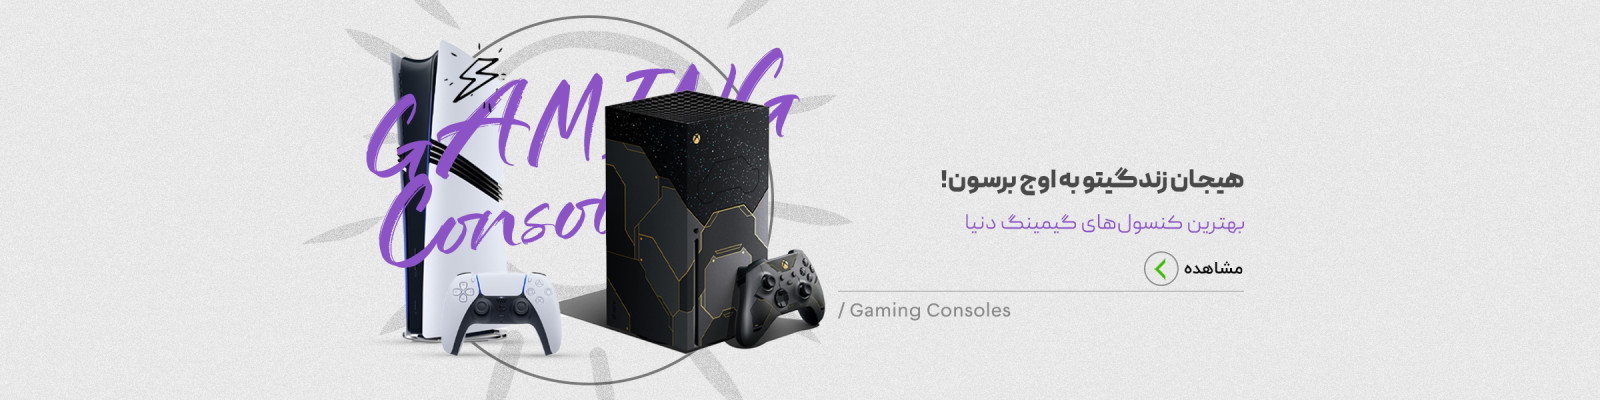 GAMING
Consol
هیجان زندگیتو به اوج برسون!
بهترین کنسول‌های گیمینگ دنیا
مشاهده
/ Gaming Consoles